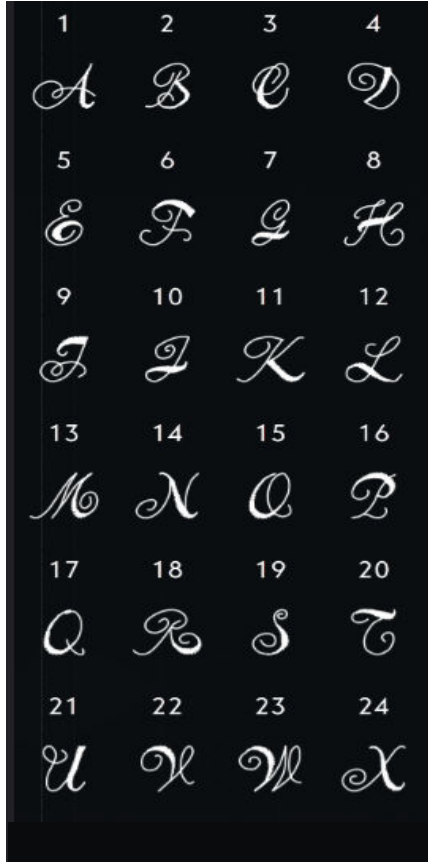 1 2 3 4
A B C D
5 6 7 8
E F G H
9 10 11 12
I J K L
13 14 15 16
M N O P
17 18 19 20
Q R S T
21 22 23 24
U V W X